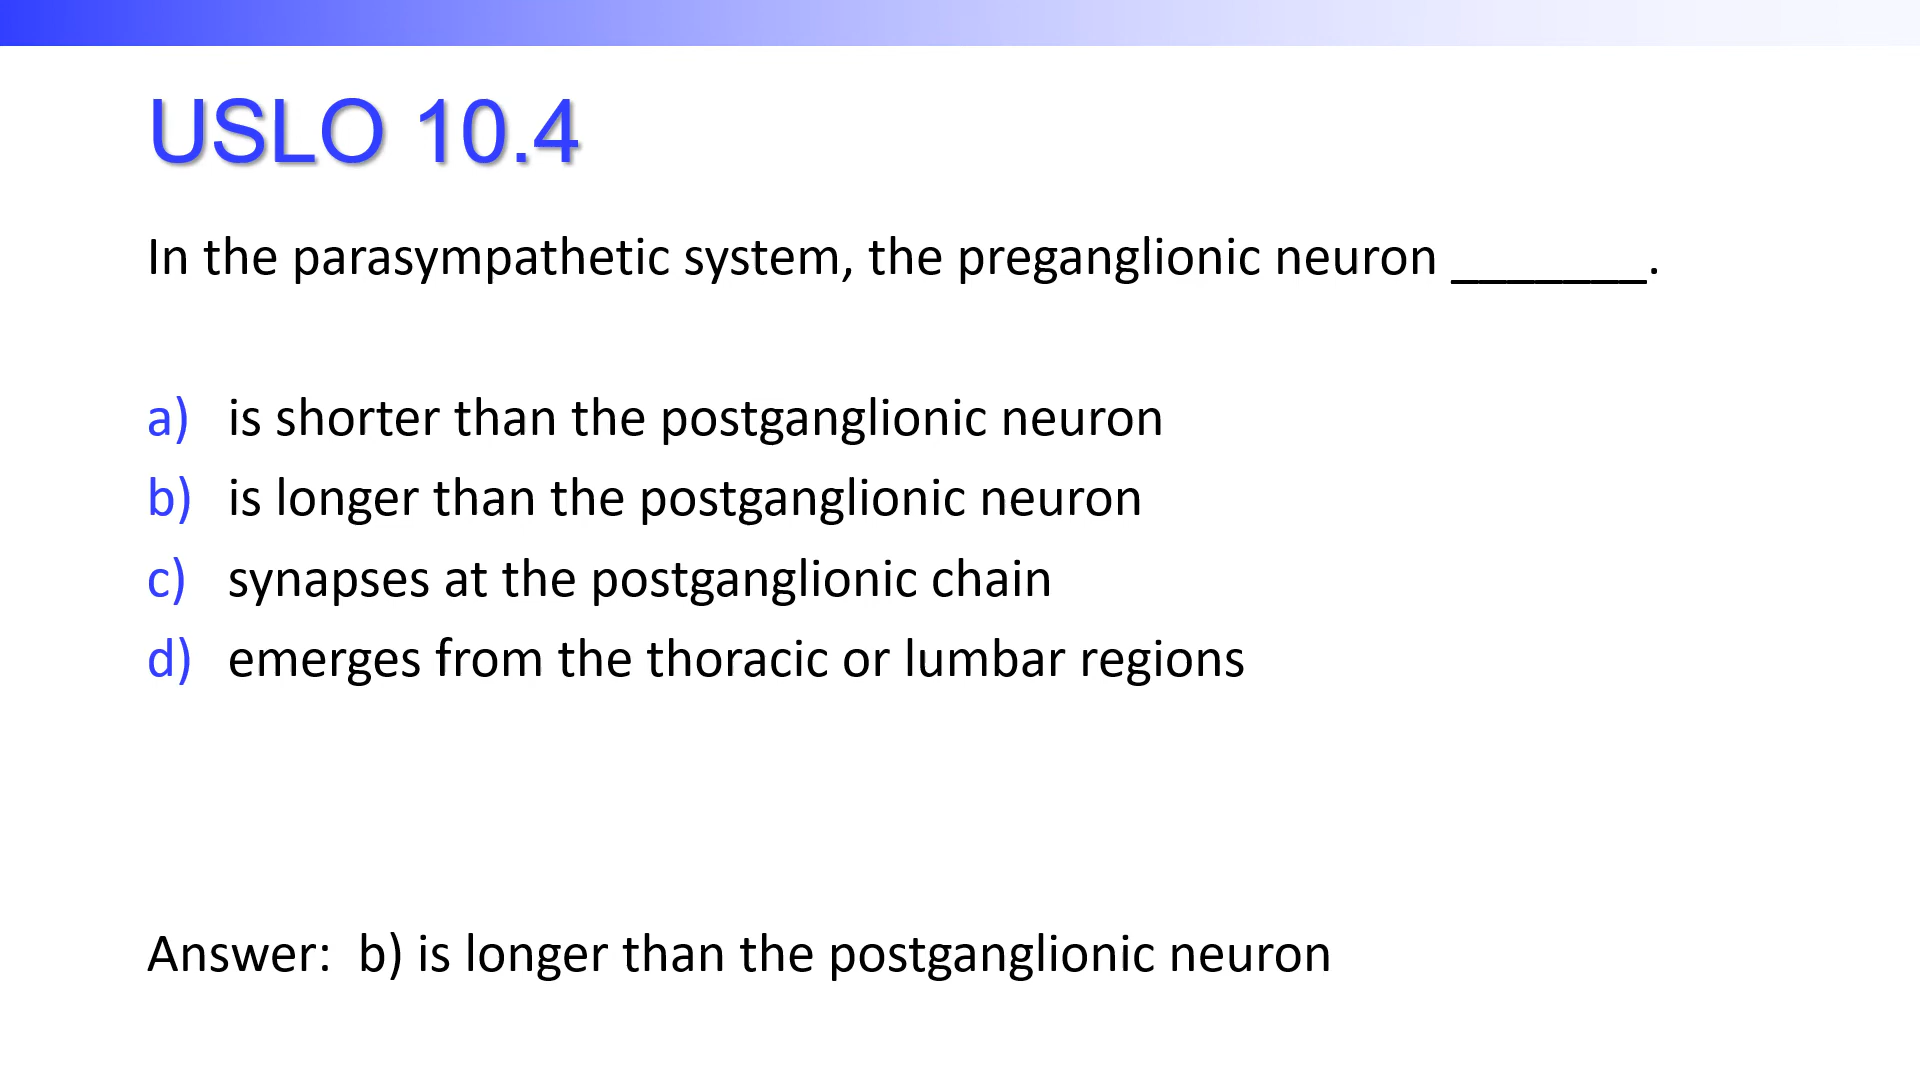 USLO 10.4
In the parasympathetic system, the preganglionic neuron _______.
a) is shorter than the postganglionic neuron
b) is longer than the postganglionic neuron
c) synapses at the postganglionic chain
d) emerges from the thoracic or lumbar regions
Answer: b) is longer than the postganglionic neuron